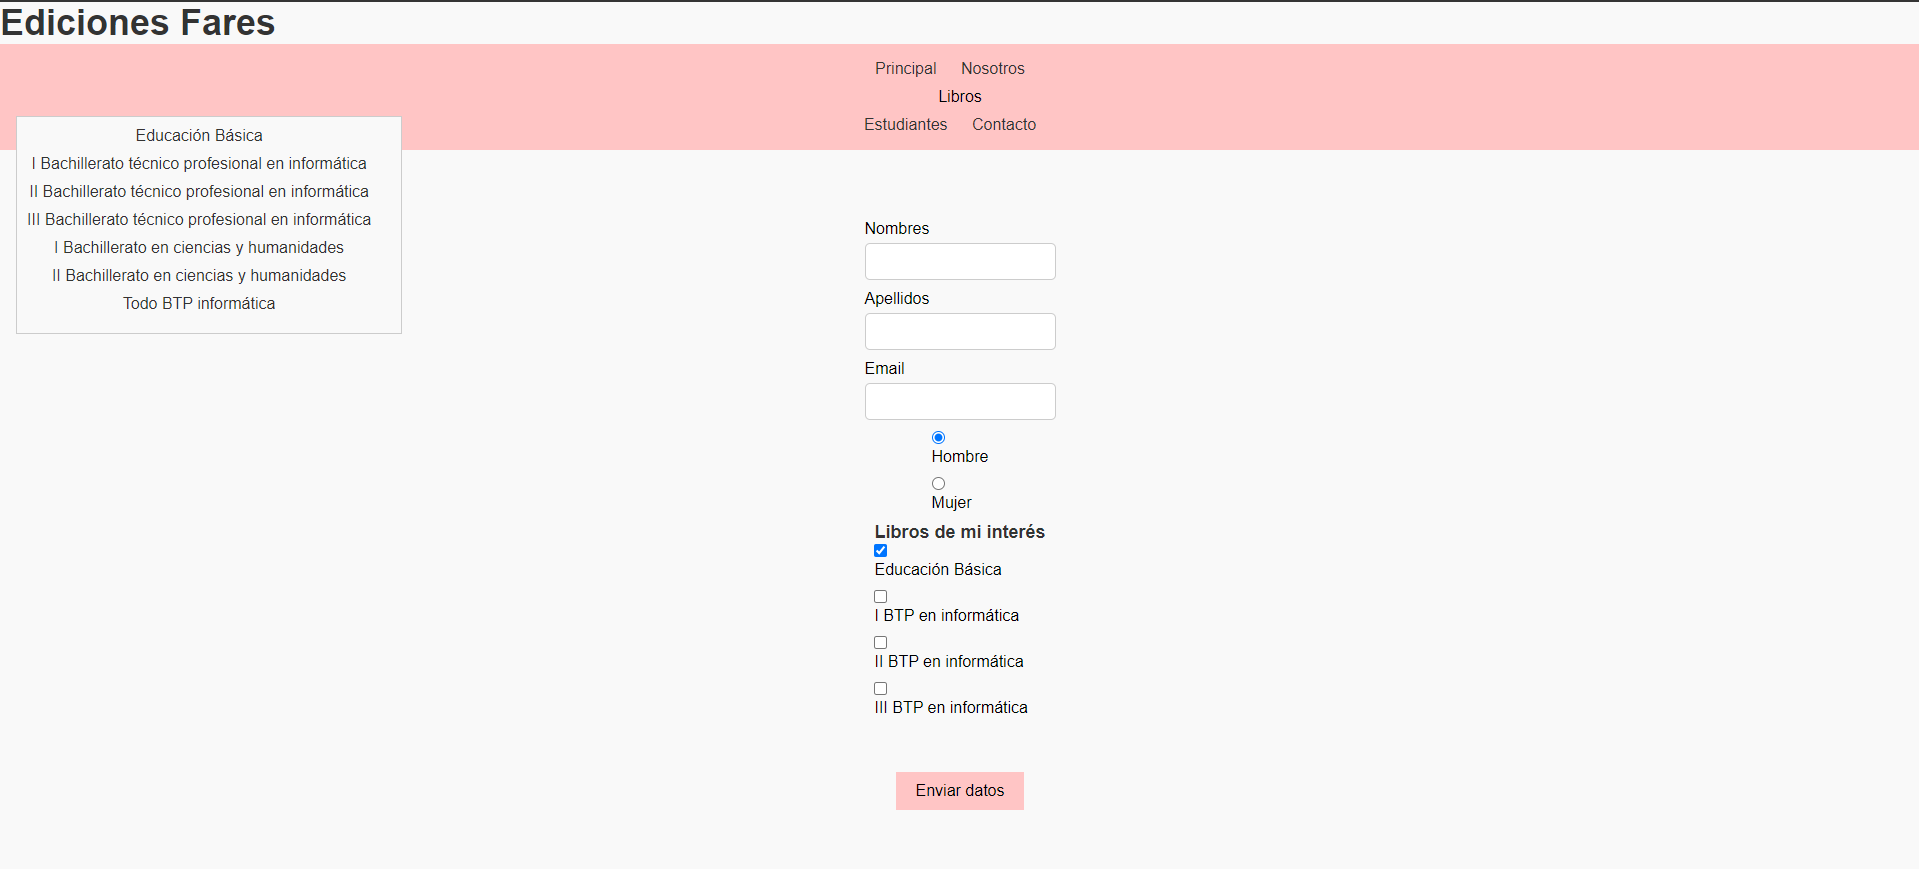 Ediciones Fares
Principal Nosotros
Libros
Estudiantes Contacto
Educación Básica
I Bachillerato técnico profesional en informática
II Bachillerato técnico profesional en informática
III Bachillerato técnico profesional en informática
I Bachillerato en ciencias y humanidades
II Bachillerato en ciencias y humanidades
Todo BTP informática
Nombres
Apellidos
Email
Hombre
Mujer
Libros de mi interés
Educación Básica
I BTP en informática
II BTP en informática
III BTP en informática
Enviar datos